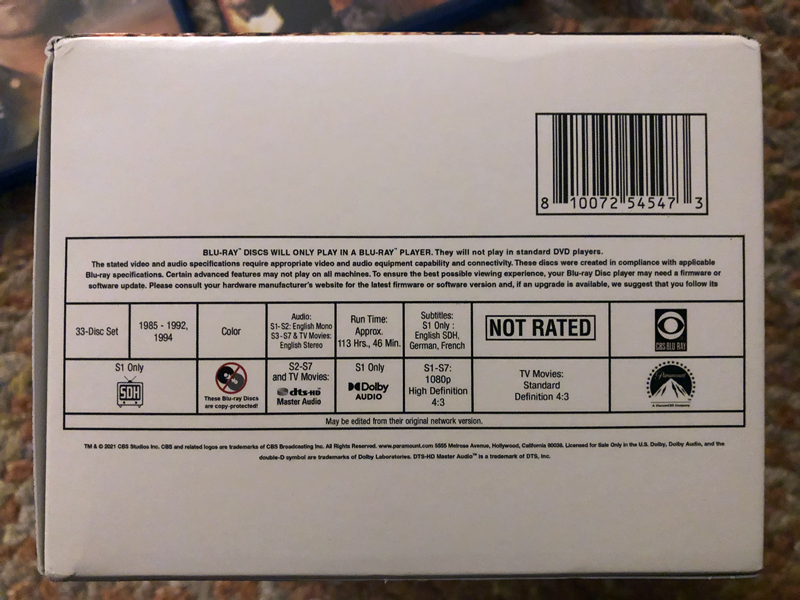 8 10072 54547 3
BLU-RAY™ DISCS WILL ONLY PLAY IN A BLU-RAY™ PLAYER. They will not play in standard DVD players.
The stated video and audio specifications require appropriate video and audio equipment capability and connectivity. These discs were created in compliance with applicable
Blu-ray specifications. Certain advanced features may not play on all machines. To ensure the best possible viewing experience, your Blu-ray Disc player may need a firmware or
software update. Please consult your hardware manufacturer's website for the latest firmware or software version and, if an upgrade is available, we suggest that you follow its
33-Disc Set
1985 - 1992,
1994
Color
Audio:
S1-S2: English Mono
S3-S7 & TV Movies:
English Stereo
Run Time:
Approx.
113 Hrs., 46 Min.
Subtitles:
S1 Only :
English SDH,
German, French
NOT RATED
CBS BLU RAY
S1 Only
SDH
These Blu-ray Discs
are copy-protected!
S2-S7
and TV Movies:
dts-HD
Master Audio
S1 Only
Dolby
AUDIO™
S1-S7:
1080p
High Definition
4:3
TV Movies:
Standard
Definition 4:3
Paramount
A ViacomCBS Company
May be edited from their original network version.
TM & © 2021 CBS Studios Inc. CBS and related logos are trademarks of CBS Broadcasting Inc. All Rights Reserved. www.paramount.com 5555 Melrose Avenue, Hollywood, California 90038. Licensed for Sale Only in the U.S. Dolby, Dolby Audio, and the
double-D symbol are trademarks of Dolby Laboratories. DTS-HD Master Audio™ is a trademark of DTS, Inc.